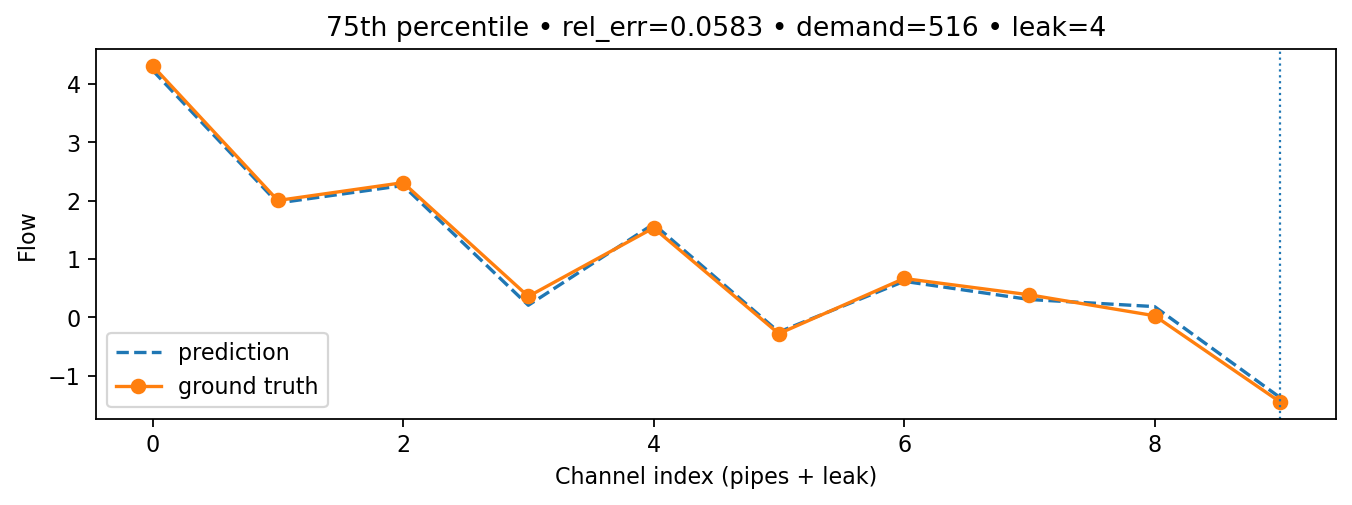 75th percentile • rel_err=0.0583 • demand=516 • leak=4
Flow
4
3
2
1
0
−1
prediction
ground truth
0 2 4 6 8
Channel index (pipes + leak)